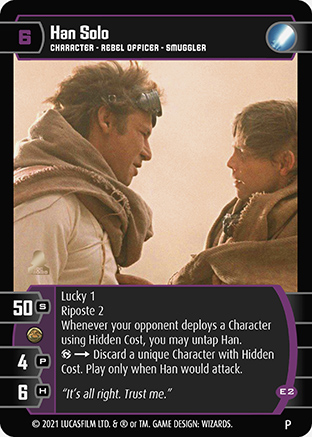 6
Han Solo
CHARACTER • REBEL OFFICER • SMUGGLER
50 S
4 P
6 H
Lucky 1
Riposte 2
Whenever your opponent deploys a Character
using Hidden Cost, you may untap Han.
Discard a unique Character with Hidden
Cost. Play only when Han would attack.
"It's all right. Trust me."
E2
© 2021 LUCASFILM LTD. & ® or TM. GAME DESIGN: WIZARDS.
P